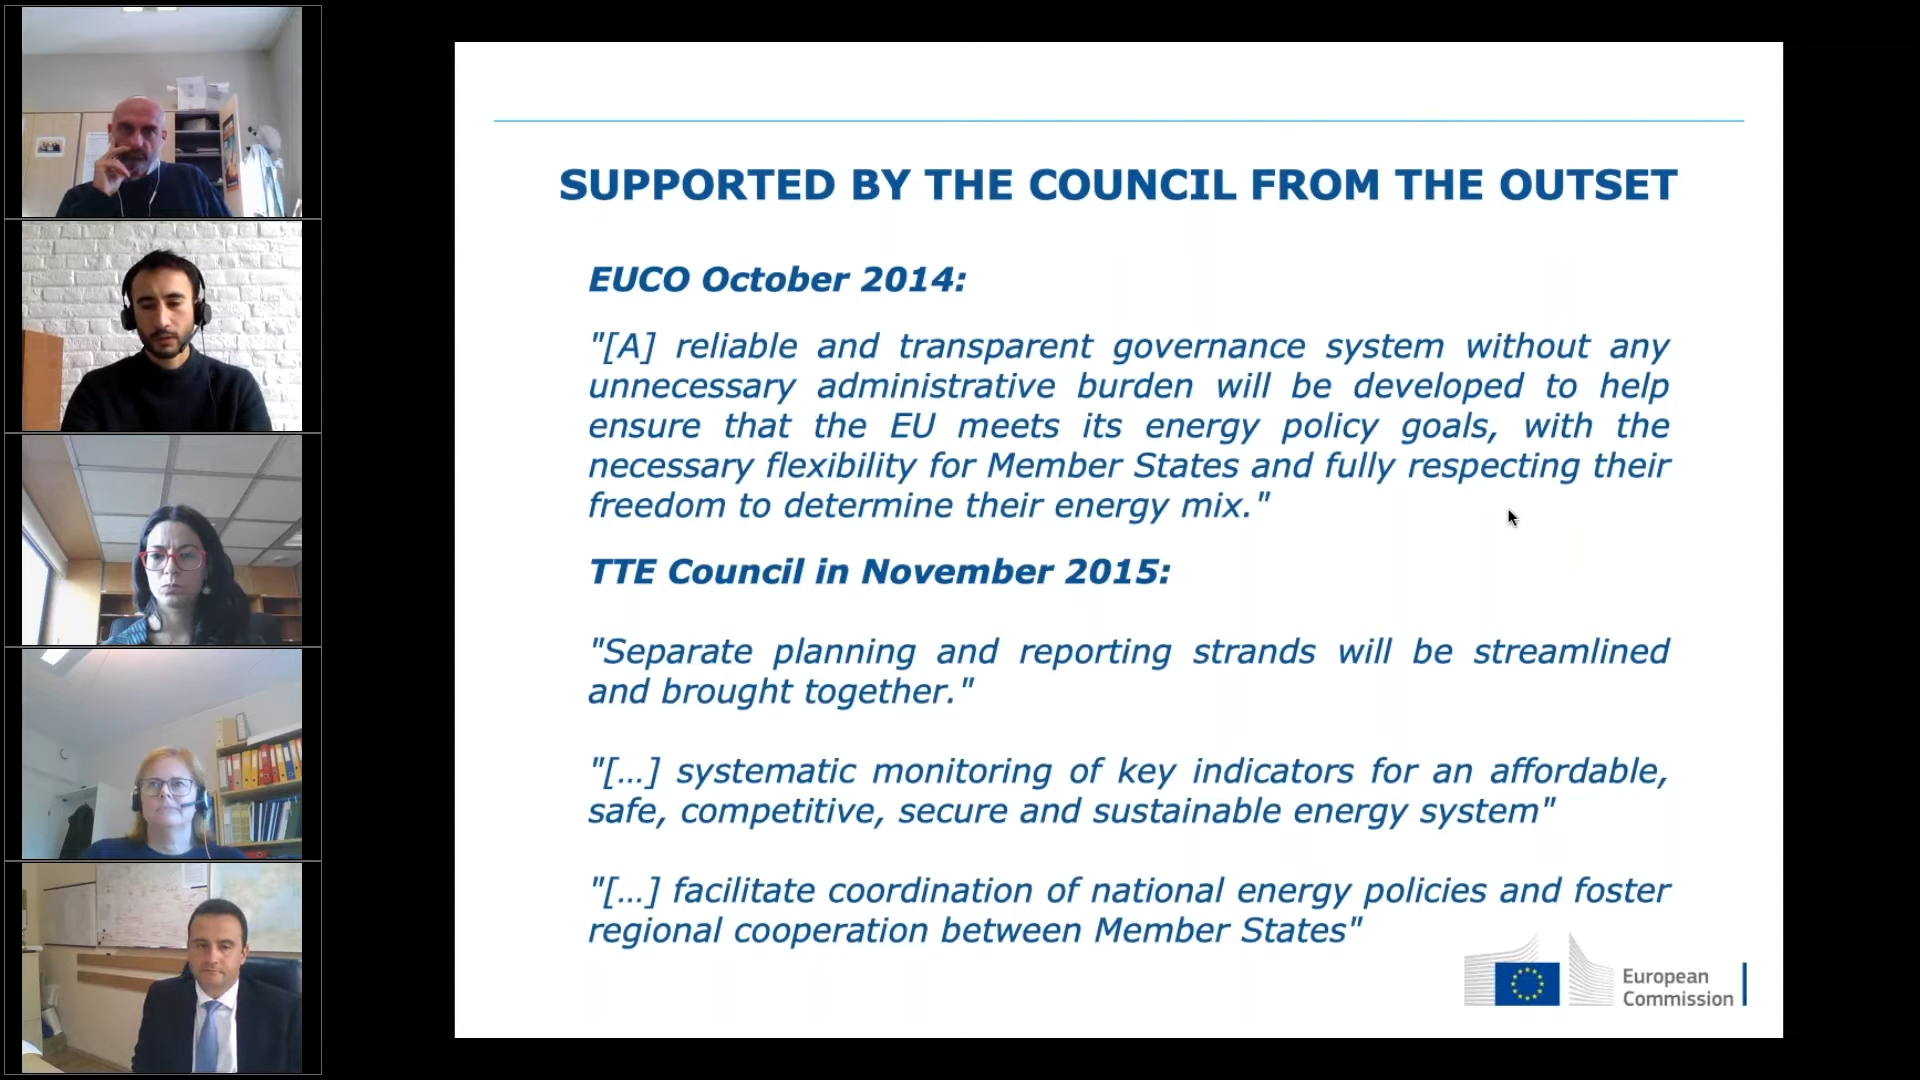 SUPPORTED BY THE COUNCIL FROM THE OUTSET
EUCO October 2014:
"[A] reliable and transparent governance system without any
unnecessary administrative burden will be developed to help
ensure that the EU meets its energy policy goals, with the
necessary flexibility for Member States and fully respecting their
freedom to determine their energy mix."
TTE Council in November 2015:
"Separate planning and reporting strands will be streamlined
and brought together."
"[…] systematic monitoring of key indicators for an affordable,
safe, competitive, secure and sustainable energy system"
"[…] facilitate coordination of national energy policies and foster
regional cooperation between Member States"
European
Commission